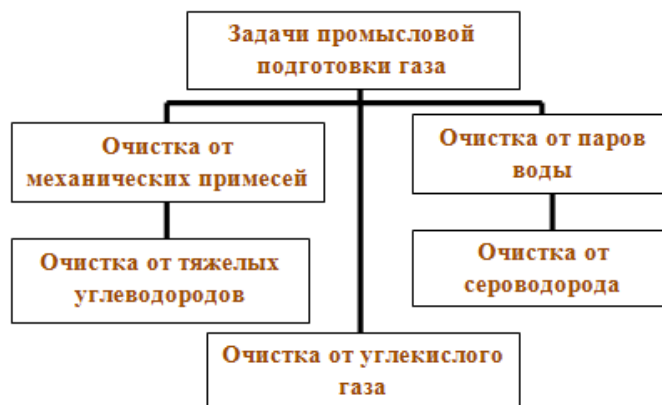 Задачи промысловой
подготовки газа
Очистка от
механических примесей
Очистка от паров
воды
Очистка от тяжелых
углеводородов
Очистка от
сероводорода
Очистка от углекислого
газа